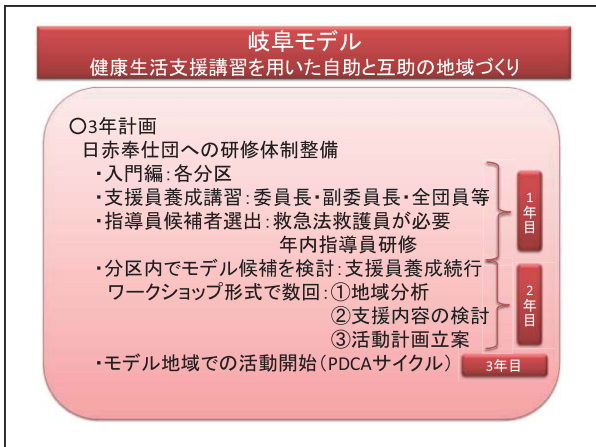 岐阜モデル
健康生活支援講習を用いた自助と互助の地域づくり
〇3年計画
日赤奉仕団への研修体制整備
・入門編：各分区
・支援員養成講習：委員長・副委員長・全団員等
・指導員候補者選出：救急法救護員が必要
年内指導員研修
1年目
・分区内でモデル候補を検討：支援員養成続行
ワークショップ形式で数回：①地域分析
②支援内容の検討
③活動計画立案
2年目
・モデル地域での活動開始（PDCAサイクル）
3年目